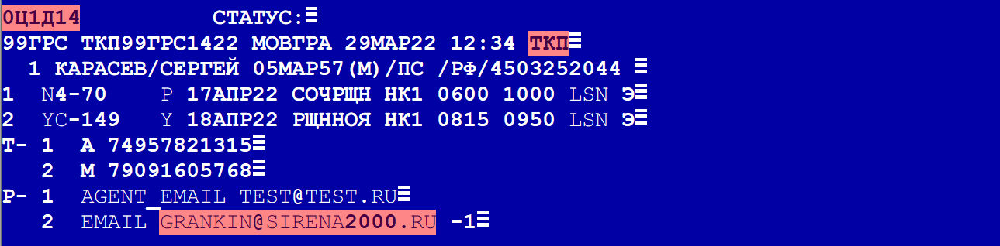 0Ц1Д14 СТАТУС:
99ГРС ТКП99ГРС1422 МОВГРА 29МАР22 12:34 ТКП
1 КАРАСЕВ/СЕРГЕЙ 05МАР57(М)/ПС /РФ/4503252044
1 N4-70 P 17АПР22 СОЧРЩН НК1 0600 1000 LSN Э
2 YC-149 Y 18АПР22 РЩННОЯ НК1 0815 0950 LSN Э
Т- 1 А 74957821315
2 М 79091605768
Р- 1 AGENT_EMAIL TEST@TEST.RU
2 EMAIL GRANKIN@SIRENA2000.RU -1